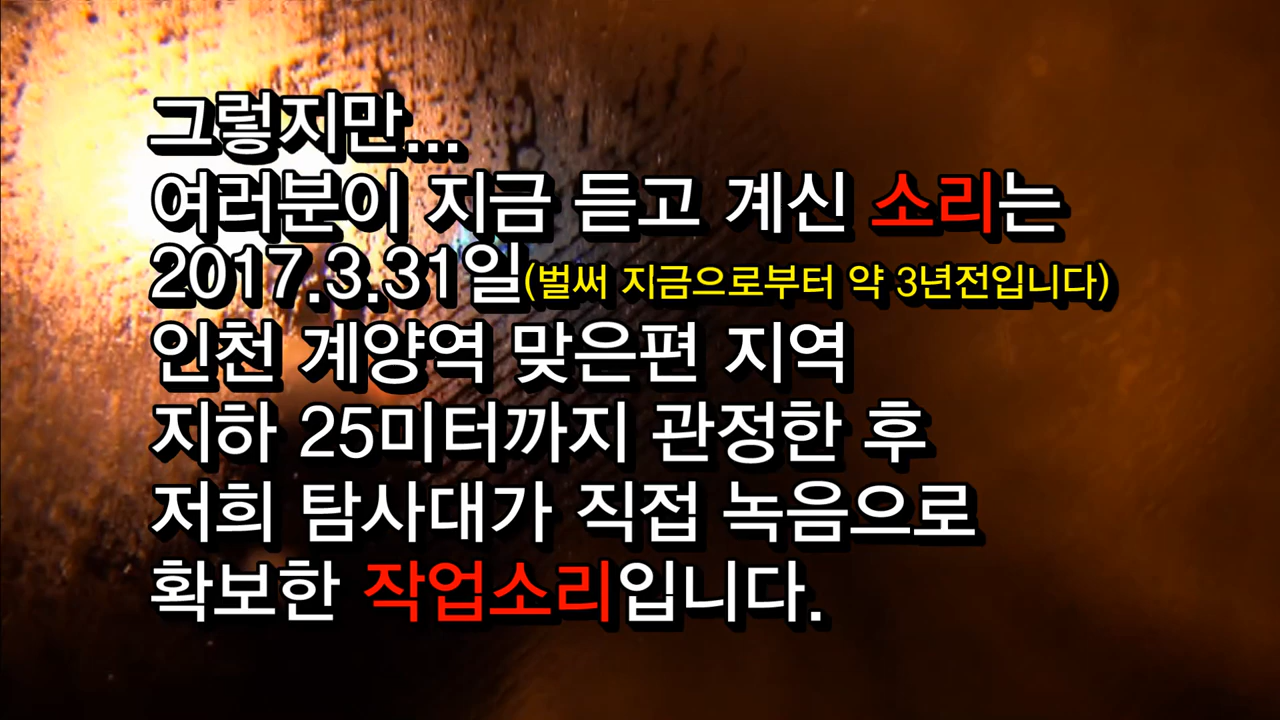 그렇지만...
여러분이 지금 듣고 계신 소리는
2017.3.31일(벌써 지금으로부터 약 3년전입니다)
인천 계양역 맞은편 지역
지하 25미터까지 관정한 후
저희 탐사대가 직접 녹음으로
확보한 작업소리입니다.